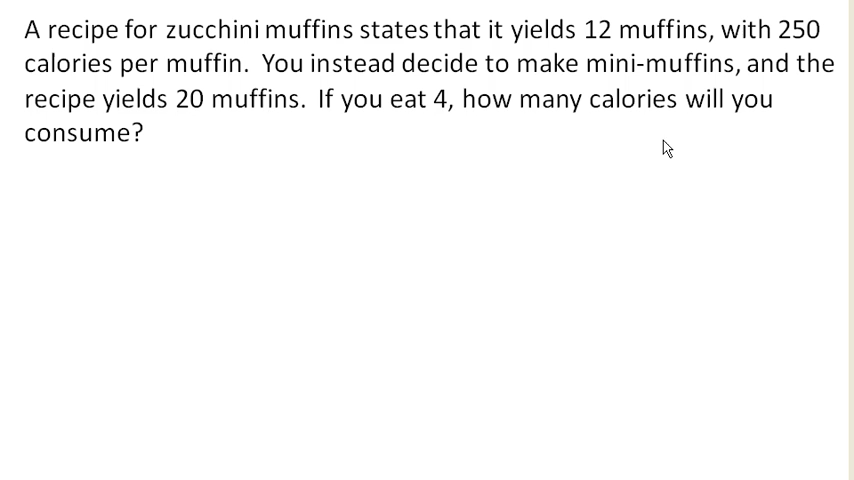 A recipe for zucchini muffins states that it yields 12 muffins, with 250
calories per muffin.  You instead decide to make mini-muffins, and the
recipe yields 20 muffins.  If you eat 4, how many calories will you
consume?